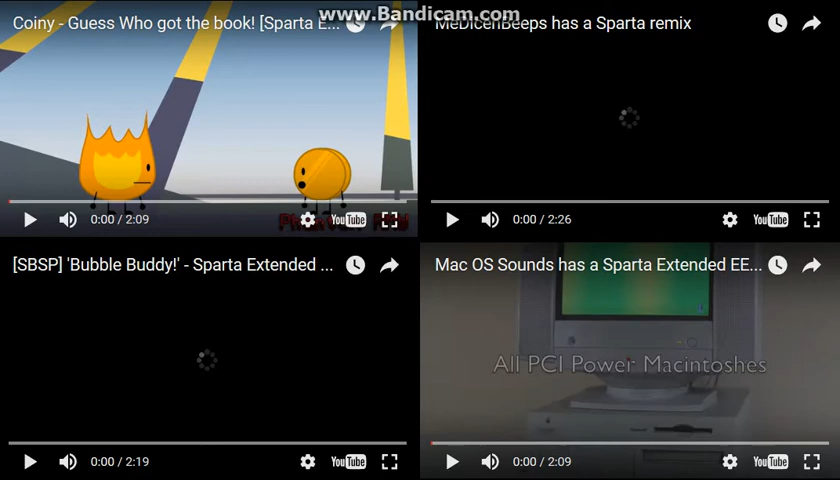 www.Bandicam.com
Coiny - Guess Who got the book! [Sparta E...
MeDiCenBeeps has a Sparta remix
0:00 / 2:09
YouTube
0:00 / 2:26
YouTube
[SBSP] 'Bubble Buddy!' - Sparta Extended ...
Mac OS Sounds has a Sparta Extended EE...
All PCI Power Macintoshes
0:00 / 2:19
YouTube
0:00 / 2:09
YouTube